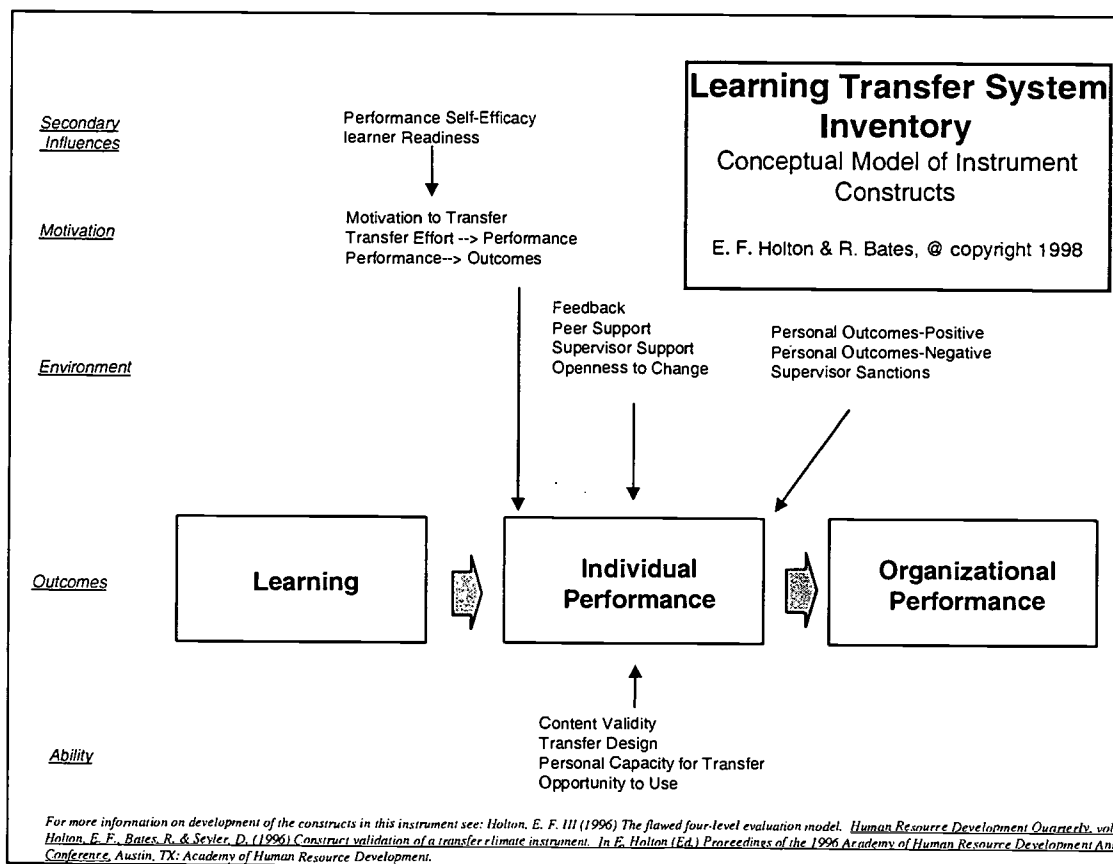 Learning Transfer System
Inventory
Conceptual Model of Instrument
Constructs
E. F. Holton & R. Bates, @ copyright 1998
Secondary
Influences
Performance Self-Efficacy
learner Readiness
Motivation
Motivation to Transfer
Transfer Effort --> Performance
Performance--> Outcomes
Environment
Feedback
Peer Support
Supervisor Support
Openness to Change
Personal Outcomes-Positive
Personal Outcomes-Negative
Supervisor Sanctions
Outcomes
Learning
Individual
Performance
Organizational
Performance
Ability
Content Validity
Transfer Design
Personal Capacity for Transfer
Opportunity to Use
For more information on development of the constructs in this instrument see: Holton, E. F. III (1996) The flawed four-level evaluation model. Human Resource Development Quarterly, vol
Holton, E. F., Bates, R. & Seyler, D. (1996) Construct validation of a transfer climate instrument. In E. Holton (Ed.) Proceedings of the 1996 Academy of Human Resource Development An
Conference, Austin, TX: Academy of Human Resource Development.